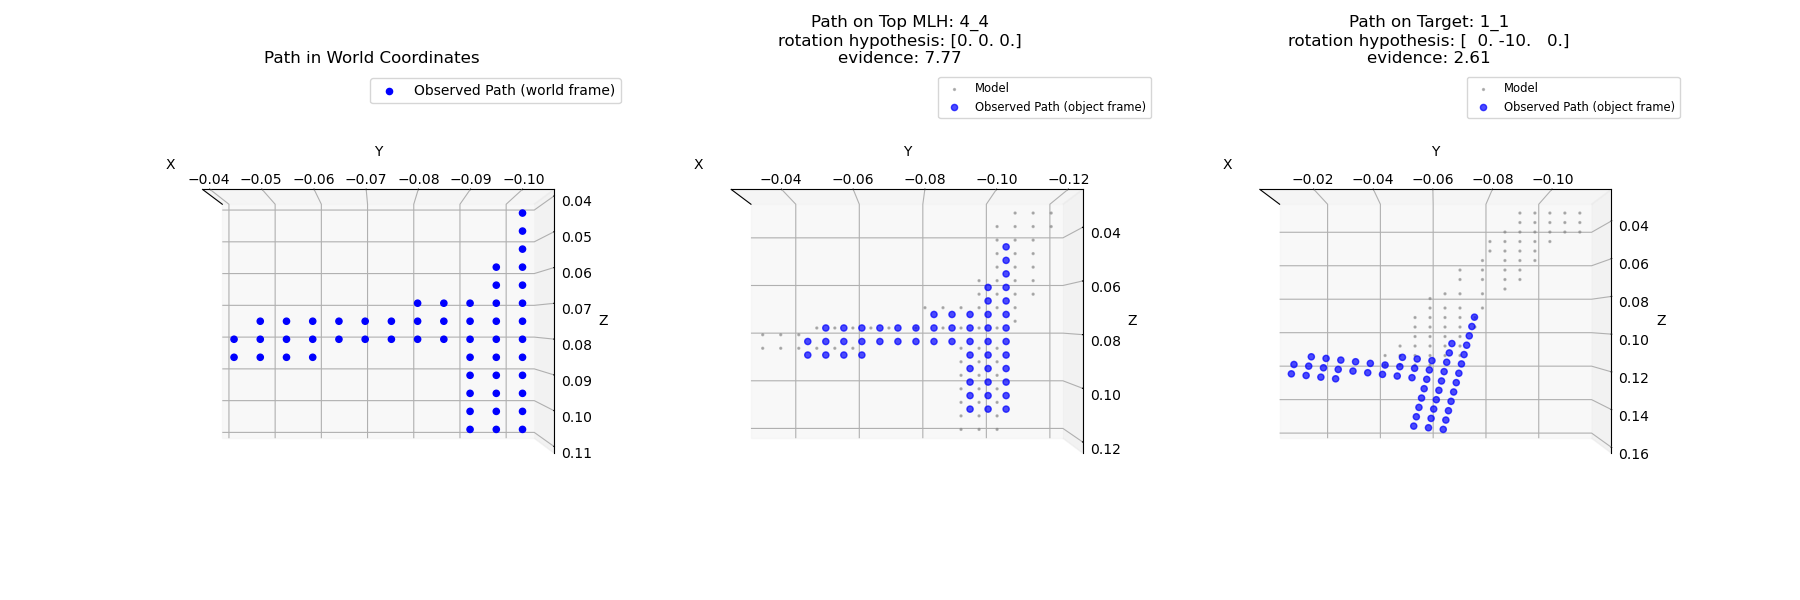 Path in World Coordinates
Observed Path (world frame)
X
Y
−0.04 −0.05 −0.06 −0.07 −0.08 −0.09 −0.10
0.04
0.05
0.06
0.07
Z
0.08
0.09
0.10
0.11
Path on Top MLH: 4_4
rotation hypothesis: [0. 0. 0.]
evidence: 7.77
Model
Observed Path (object frame)
X
Y
−0.04 −0.06 −0.08 −0.10 −0.12
0.04
0.06
Z
0.08
0.10
0.12
Path on Target: 1_1
rotation hypothesis: [  0. -10.   0.]
evidence: 2.61
Model
Observed Path (object frame)
X
Y
−0.02 −0.04 −0.06 −0.08 −0.10
0.04
0.06
0.08
Z
0.10
0.12
0.14
0.16